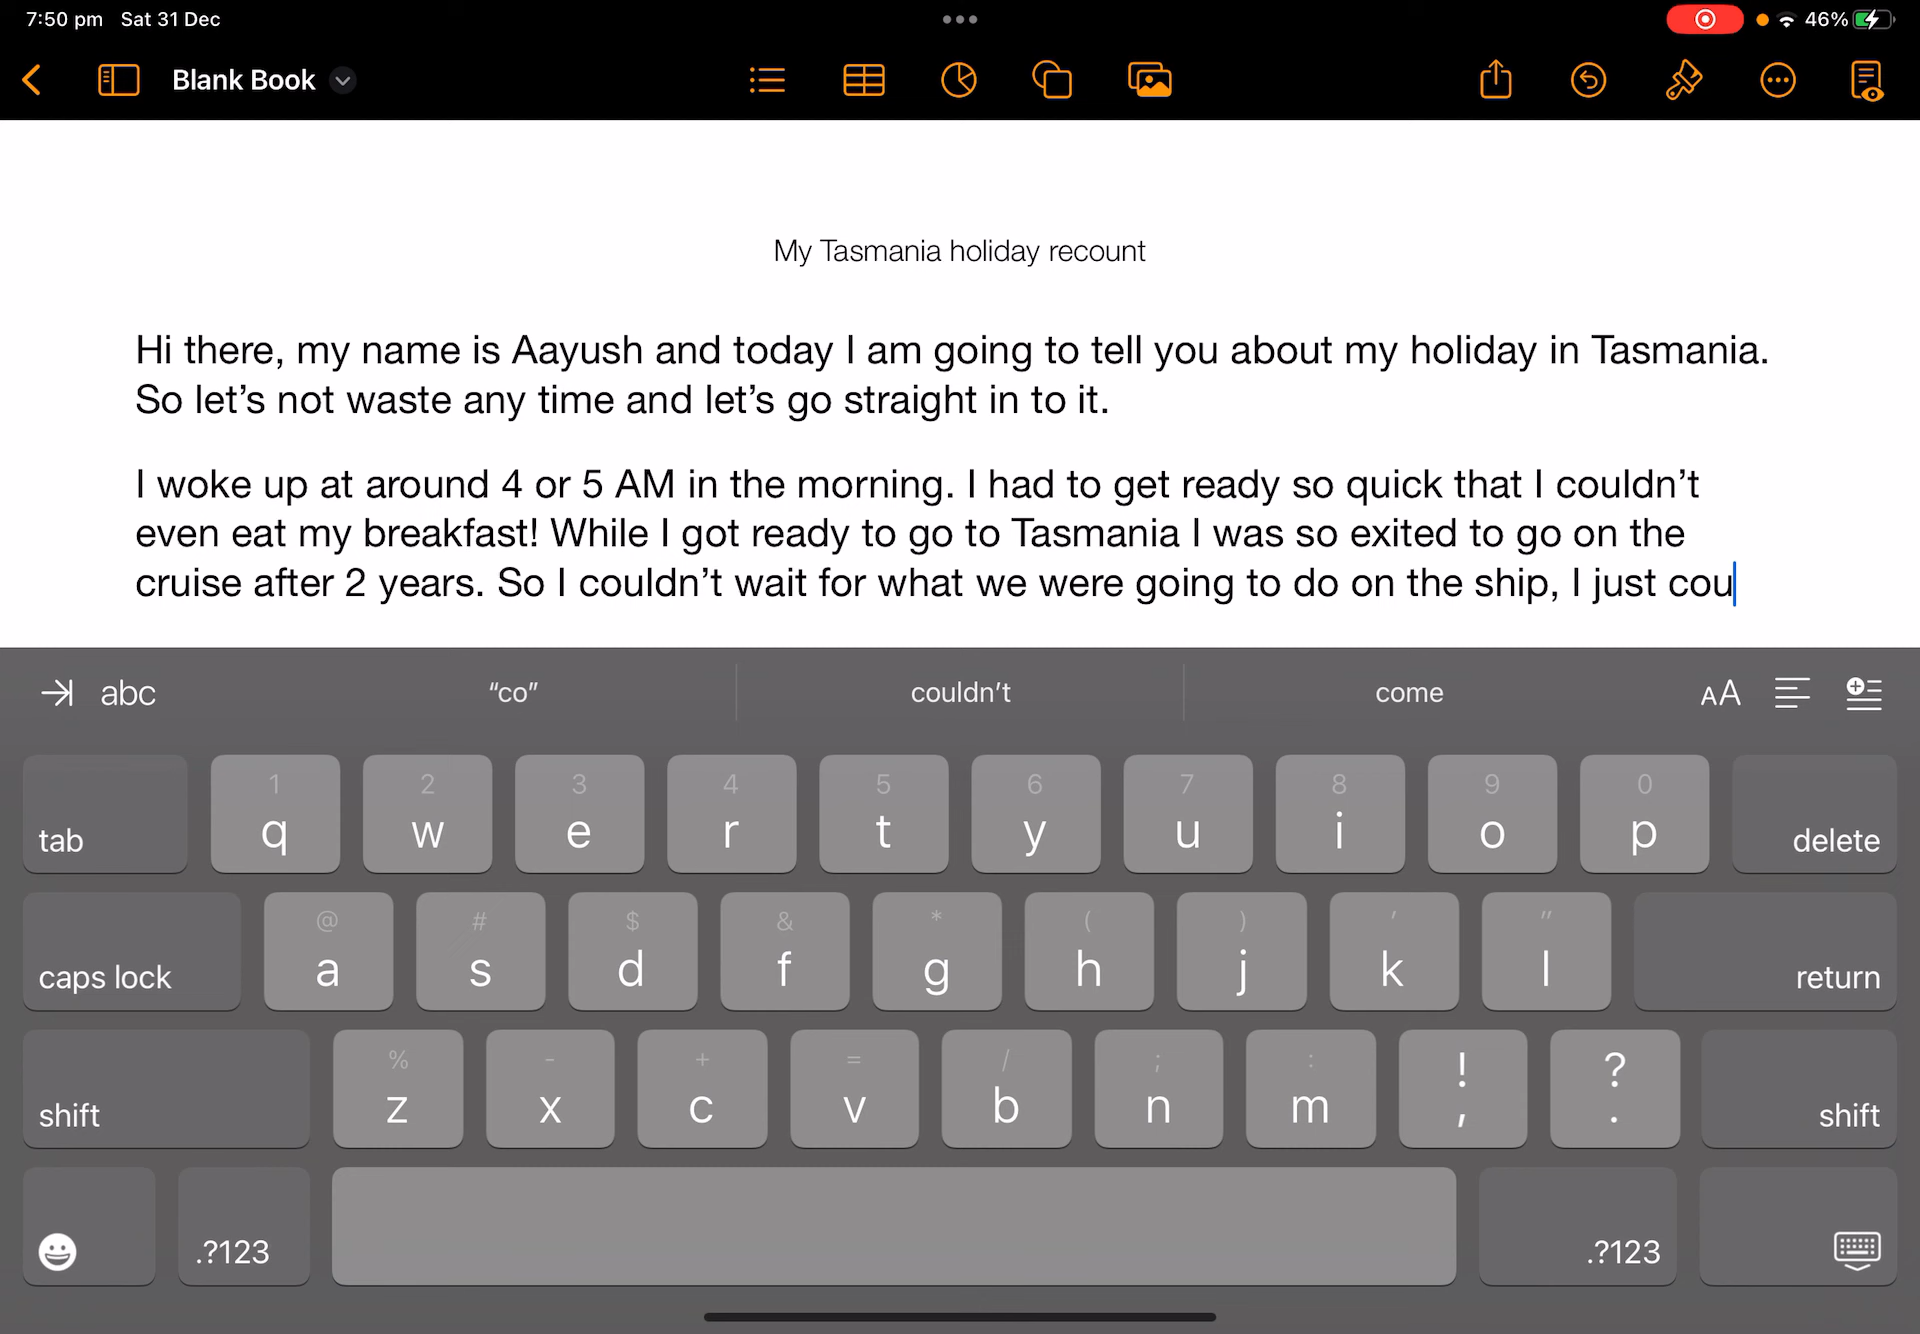 7:50 pm Sat 31 Dec
46%
Blank Book
My Tasmania holiday recount
Hi there, my name is Aayush and today I am going to tell you about my holiday in Tasmania.
So let’s not waste any time and let’s go straight in to it.
I woke up at around 4 or 5 AM in the morning. I had to get ready so quick that I couldn’t
even eat my breakfast! While I got ready to go to Tasmania I was so exited to go on the
cruise after 2 years. So I couldn’t wait for what we were going to do on the ship, I just cou
abc “co” couldn’t come AA
1 2 3 4 5 6 7 8 9 0
tab q w e r t y u i o p delete
@ # $ & * ( ) ' "
caps lock a s d f g h j k l return
% - + = / ; : ! ?
shift z x c v b n m , . shift
.?123 .?123